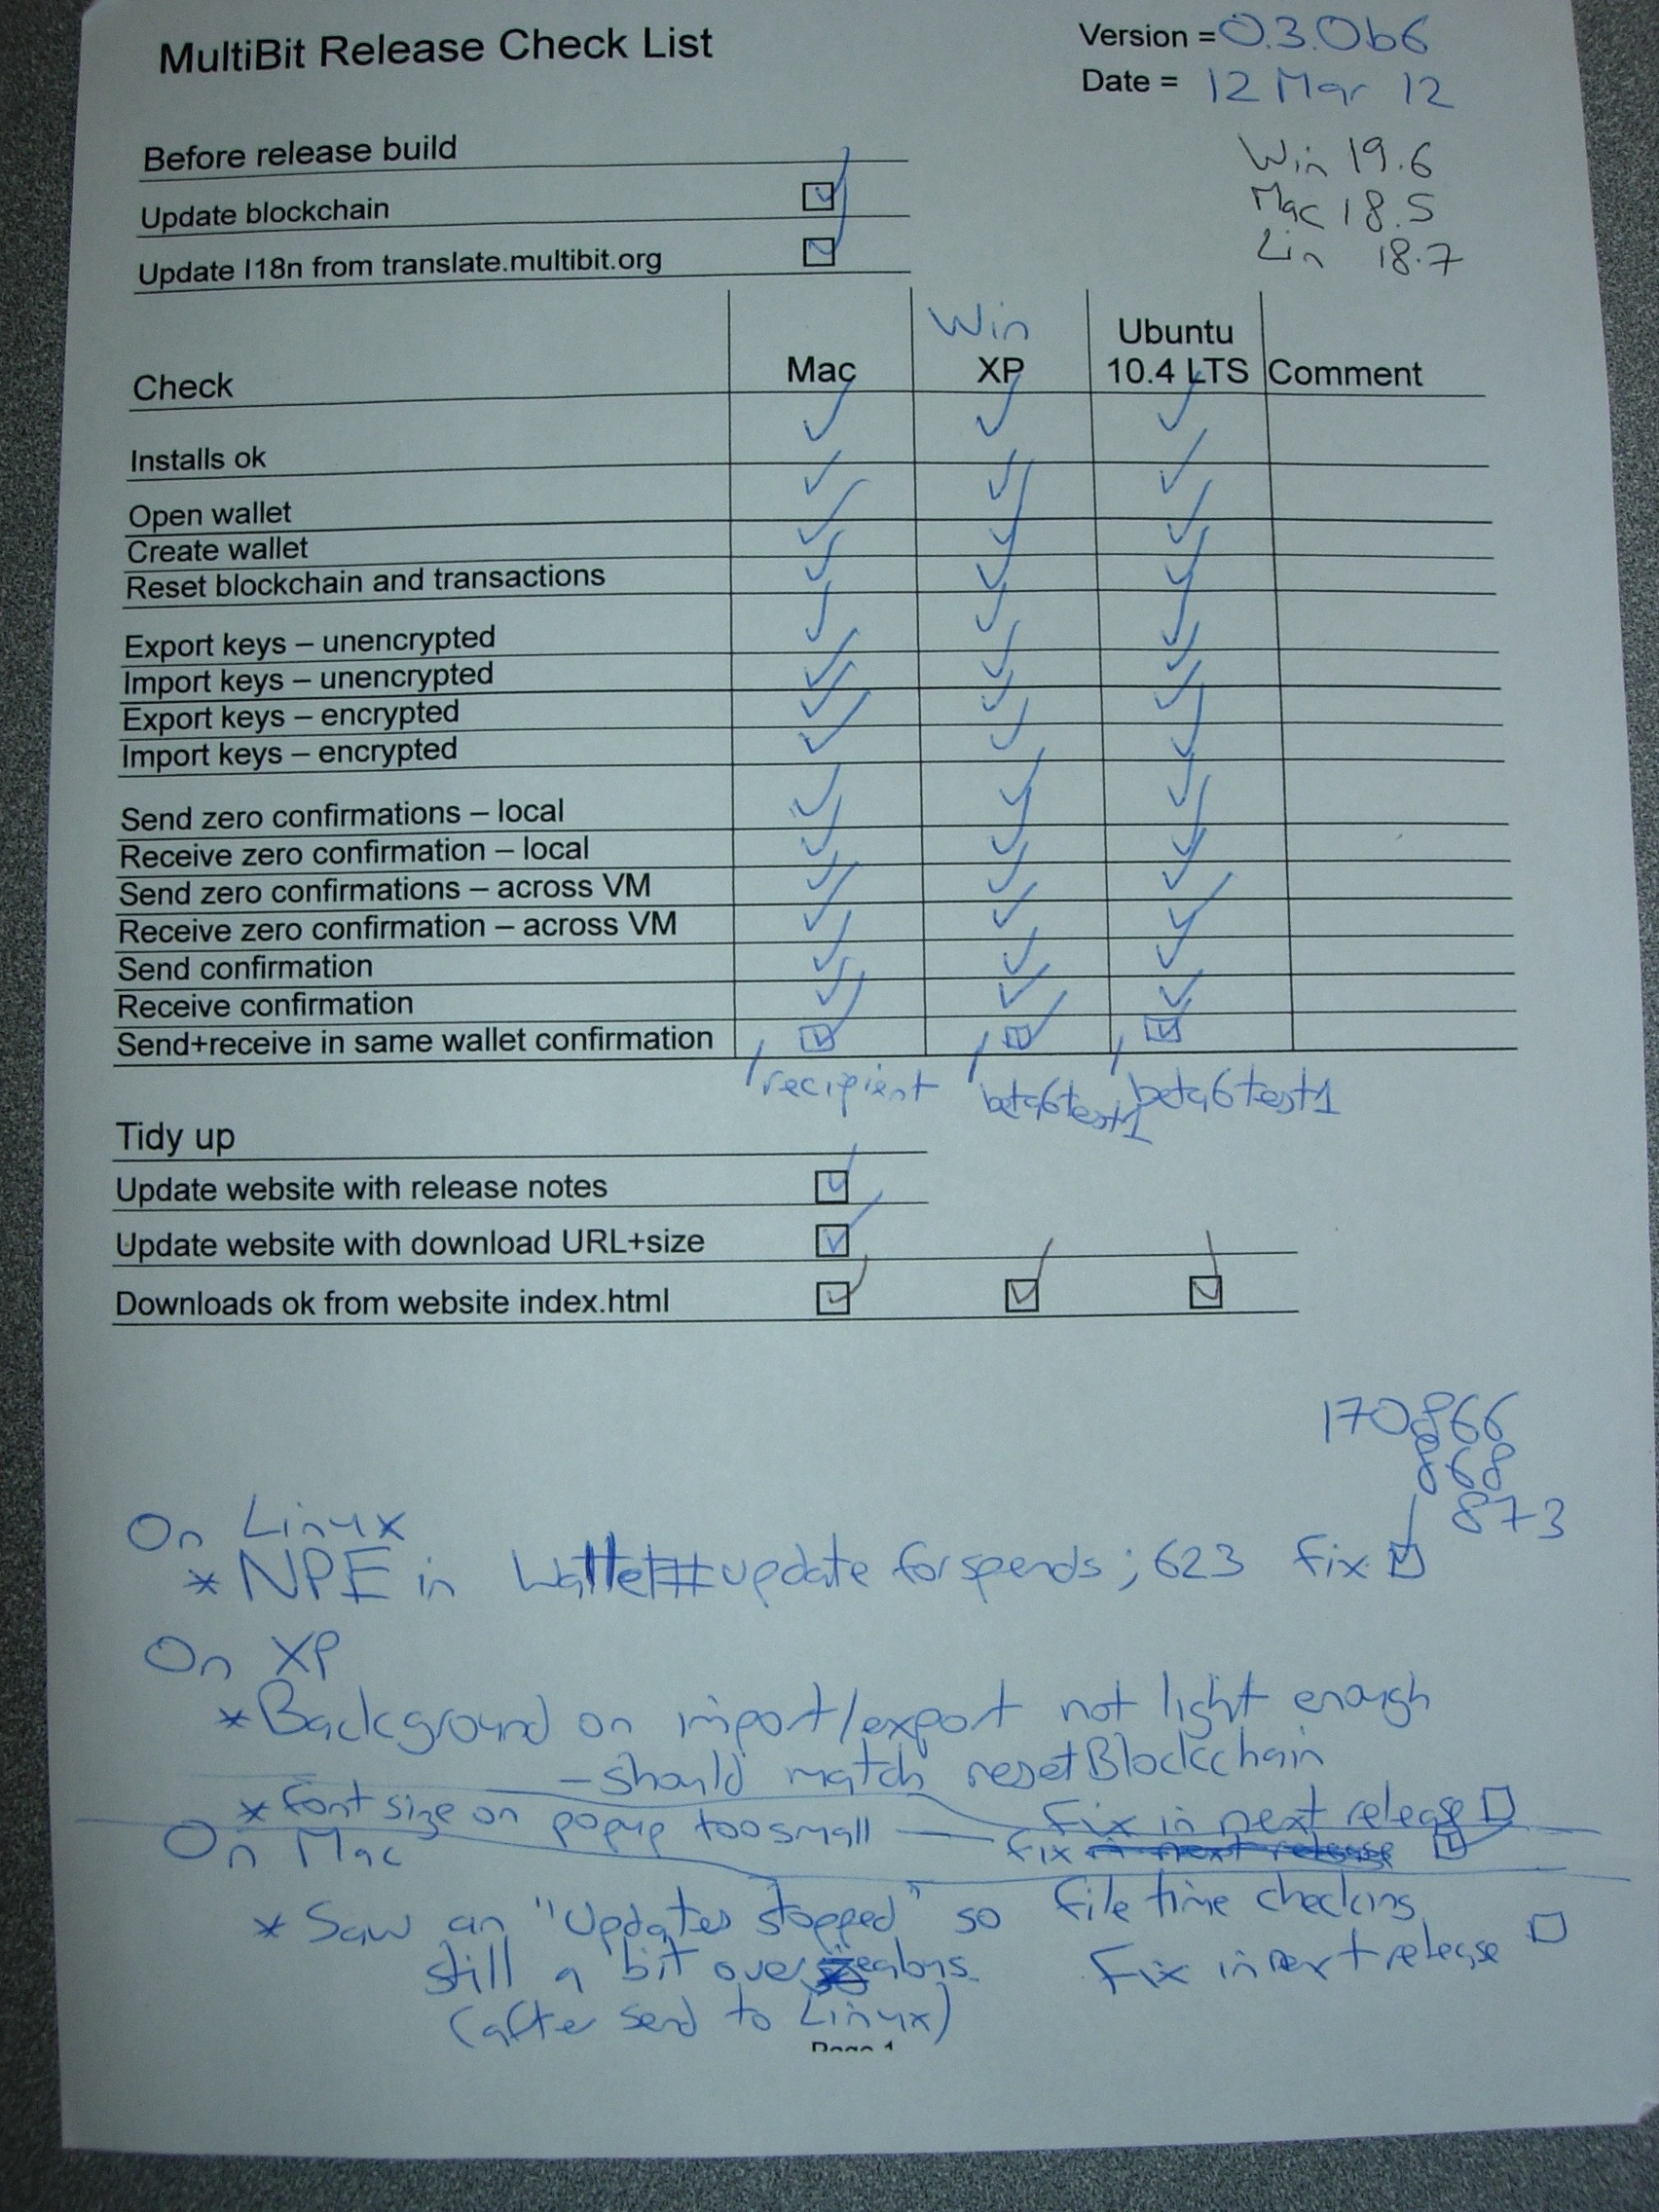 MultiBit Release Check List
Version = 0.3.0b6
Date = 12 Mar 12
Win 19.6
Mac 18.5
Lin 18.7
Before release build
Update blockchain
Update I18n from translate.multibit.org
Check Mac Win XP Ubuntu 10.4 LTS Comment
Installs ok
Open wallet
Create wallet
Reset blockchain and transactions
Export keys – unencrypted
Import keys – unencrypted
Export keys – encrypted
Import keys – encrypted
Send zero confirmations – local
Receive zero confirmation – local
Send zero confirmations – across VM
Receive zero confirmation – across VM
Send confirmation
Receive confirmation
Send+receive in same wallet confirmation
recipient beta6test1 beta6test1
Tidy up
Update website with release notes
Update website with download URL+size
Downloads ok from website index.html
170866
868
873
On Linux
* NPE in Wallet#update for spends; 623 fix
On XP
* Background on import/export not light enough
– should match resetBlockchain
fix in next release
* font size on popup too small — fix in next release
On Mac
* Saw an "Updates stopped" so file time checking
still a bit over zealous fix in next release
(after send to Linux)
Page 1